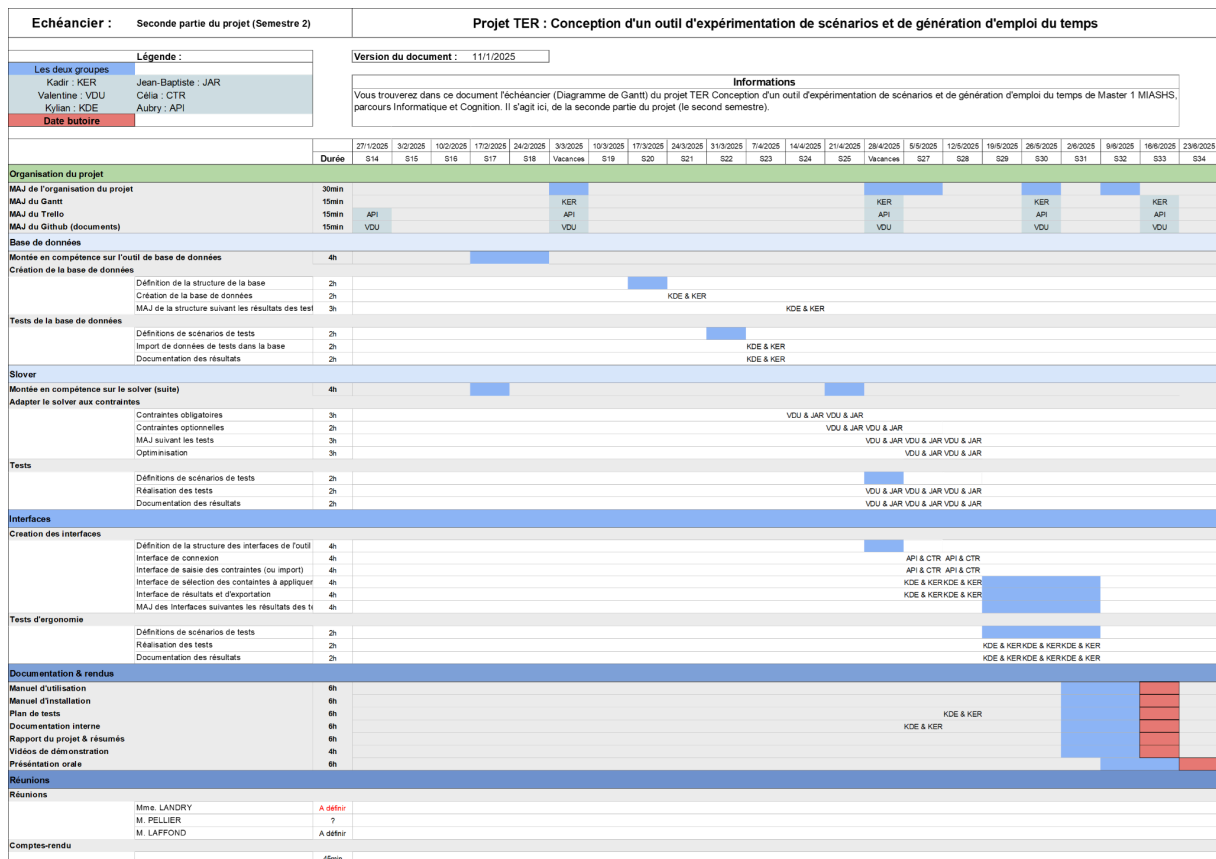 Echéancier : Seconde partie du projet (Semestre 2) Projet TER : Conception d'un outil d'expérimentation de scénarios et de génération d'emploi du temps
Légende : Version du document : 11/1/2025
Les deux groupes
Kadir : KER Jean-Baptiste : JAR
Valentine : VDU Célia : CTR
Kylian : KDE Aubry : API
Date butoire
Informations
Vous trouverez dans ce document l'échéancier (Diagramme de Gantt) du projet TER Conception d'un outil d'expérimentation de scénarios et de génération d'emploi du temps de Master 1 MIASHS,
parcours Informatique et Cognition. Il s'agit ici, de la seconde partie du projet (le second semestre).
27/1/2025 3/2/2025 10/2/2025 17/2/2025 24/2/2025 3/3/2025 10/3/2025 17/3/2025 24/3/2025 31/3/2025 7/4/2025 14/4/2025 21/4/2025 28/4/2025 5/5/2025 12/5/2025 19/5/2025 26/5/2025 2/6/2025 9/6/2025 16/6/2025 23/6/2025
Durée S14 S15 S16 S17 S18 Vacances S19 S20 S21 S22 S23 S24 S25 Vacances S27 S28 S29 S30 S31 S32 S33 S34
Organisation du projet
MAJ de l'organisation du projet 30min
MAJ du Gantt 15min KER KER KER KER
MAJ du Trello 15min API API API API API
MAJ du Github (documents) 15min VDU VDU VDU VDU VDU
Base de données
Montée en compétence sur l'outil de base de données 4h
Création de la base de données
Définition de la structure de la base 2h
Création de la base de données 2h KDE & KER
MAJ de la structure suivant les résultats des test 3h KDE & KER
Tests de la base de données
Définitions de scénarios de tests 2h
Import de données de tests dans la base 2h KDE & KER
Documentation des résultats 2h KDE & KER
Slover
Montée en compétence sur le solver (suite) 4h
Adapter le solver aux contraintes
Contraintes obligatoires 3h VDU & JAR VDU & JAR
Contraintes optionnelles 2h VDU & JAR VDU & JAR
MAJ suivant les tests 3h VDU & JAR VDU & JAR VDU & JAR
Optiminisation 3h VDU & JAR VDU & JAR
Tests
Définitions de scénarios de tests 2h
Réalisation des tests 2h VDU & JAR VDU & JAR VDU & JAR
Documentation des résultats 2h VDU & JAR VDU & JAR VDU & JAR
Interfaces
Creation des interfaces
Définition de la structure des interfaces de l'outil 4h
Interface de connexion 4h API & CTR API & CTR
Interface de saisie des contraintes (ou import) 4h API & CTR API & CTR
Interface de sélection des containtes à appliquer 4h KDE & KER KDE & KER
Interface de résultats et d'exportation 4h KDE & KER KDE & KER
MAJ des Interfaces suivantes les résultats des te 4h
Tests d'ergonomie
Définitions de scénarios de tests 2h
Réalisation des tests 2h KDE & KER KDE & KER KDE & KER
Documentation des résultats 2h KDE & KER KDE & KER KDE & KER
Documentation & rendus
Manuel d'utilisation 6h
Manuel d'installation 6h
Plan de tests 6h KDE & KER
Documentation interne 6h KDE & KER
Rapport du projet & résumés 6h
Vidéos de démonstration 4h
Présentation orale 6h
Réunions
Réunions
Mme. LANDRY A définir
M. PELLIER ?
M. LAFFOND A définir
Comptes-rendu
45min